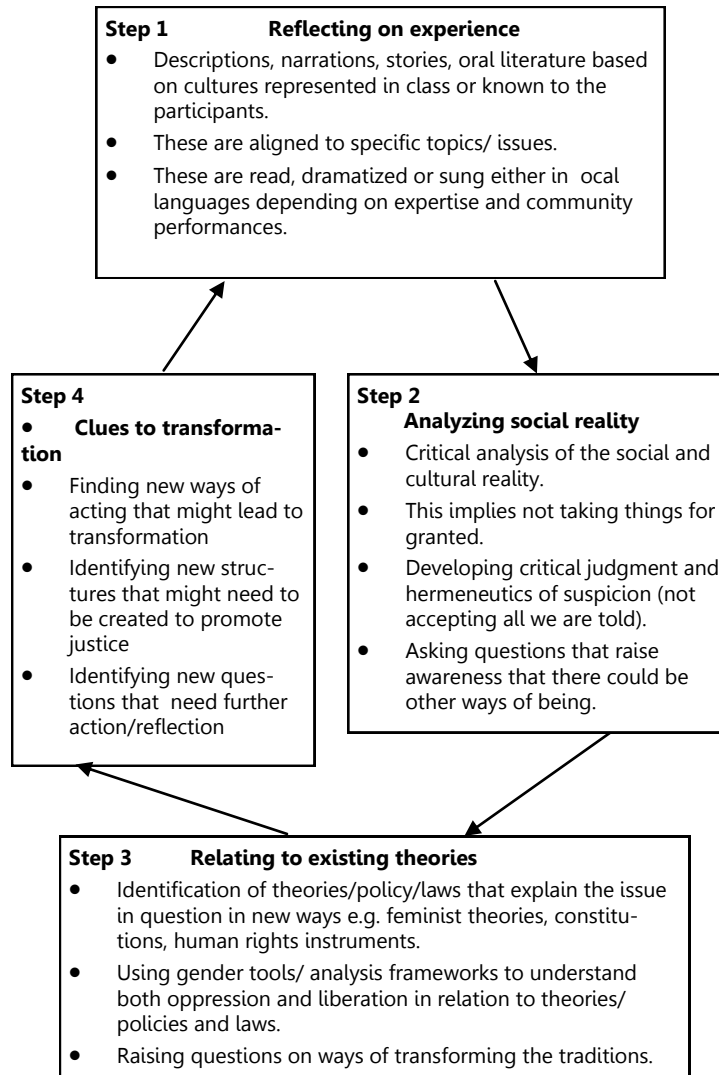 Step 1 Reflecting on experience
● Descriptions, narrations, stories, oral literature based
on cultures represented in class or known to the
participants.
● These are aligned to specific topics/ issues.
● These are read, dramatized or sung either in ocal
languages depending on expertise and community
performances.
Step 2
Analyzing social reality
● Critical analysis of the social and
cultural reality.
● This implies not taking things for
granted.
● Developing critical judgment and
hermeneutics of suspicion (not
accepting all we are told).
● Asking questions that raise
awareness that there could be
other ways of being.
Step 3 Relating to existing theories
● Identification of theories/policy/laws that explain the issue
in question in new ways e.g. feminist theories, constitu-
tions, human rights instruments.
● Using gender tools/ analysis frameworks to understand
both oppression and liberation in relation to theories/
policies and laws.
● Raising questions on ways of transforming the traditions.
Step 4
● Clues to transforma-
tion
● Finding new ways of
acting that might lead to
transformation
● Identifying new struc-
tures that might need to
be created to promote
justice
● Identifying new ques-
tions that need further
action/reflection